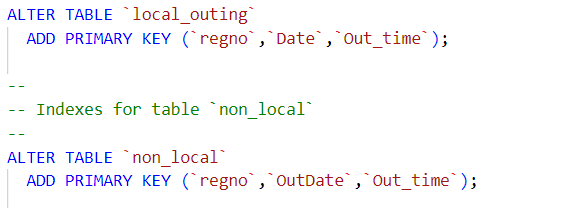 ALTER TABLE `local_outing`
ADD PRIMARY KEY (`regno`,`Date`,`Out_time`);
--
-- Indexes for table `non_local`
--
ALTER TABLE `non_local`
ADD PRIMARY KEY (`regno`,`OutDate`,`Out_time`);